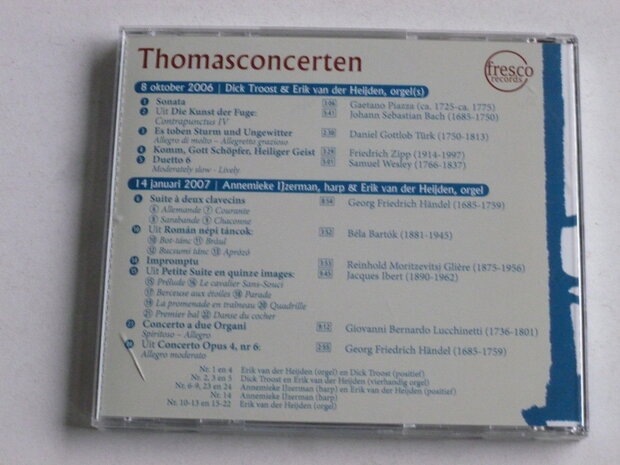 Thomasconcerten
fresco
records
8 oktober 2006 | Dick Troost & Erik van der Heijden, orgel(s)
1 Sonata 3:06 Gaetano Piazza (ca. 1725-ca. 1775)
2 Uit Die Kunst der Fuge: 3:41 Johann Sebastian Bach (1685-1750)
Contrapunctus IV
3 Es toben Sturm und Ungewitter 2:30 Daniel Gottlob Türk (1750-1813)
Allegro di molto – Allegretto grazioso
4 Komm, Gott Schöpfer, Heiliger Geist 3:29 Friedrich Zipp (1914-1997)
5 Duetto 6 5:01 Samuel Wesley (1766-1837)
Moderately slow - Lively
14 januari 2007 | Annemieke IJzerman, harp & Erik van der Heijden, orgel
6 Suite à deux clavecins 8:54 Georg Friedrich Händel (1685-1759)
6 Allemande 7 Courante
8 Sarabande 9 Chaconne
10 Uit Román népi táncok: 3:52 Béla Bartók (1881-1945)
10 Bot-tánc 11 Brâul
12 Bucsumi tánc 13 Aprózó
14 Impromptu 3:53 Reinhold Moritzevitsj Glière (1875-1956)
15 Uit Petite Suite en quinze images: 9:45 Jacques Ibert (1890-1962)
15 Prélude 16 Le cavalier Sans-Souci
17 Berceuse aux étoiles 18 Parade
19 La promenade en traîneau 20 Quadrille
21 Premier bal 22 Danse du cocher
23 Concerto a due Organi 9:12 Giovanni Bernardo Lucchinetti (1736-1801)
Spiritoso – Allegro
24 Uit Concerto Opus 4, nr 6: 2:55 Georg Friedrich Händel (1685-1759)
Allegro moderato
Nr. 1 en 4 Erik van der Heijden (orgel) en Dick Troost (positief)
Nr. 2, 3 en 5 Dick Troost en Erik van der Heijden (vierhandig orgel)
Nr. 6-9, 23 en 24 Annemieke IJzerman (harp) en Erik van der Heijden (positief)
Nr. 14 Annemieke IJzerman (harp)
Nr. 10-13 en 15-22 Erik van der Heijden (orgel)